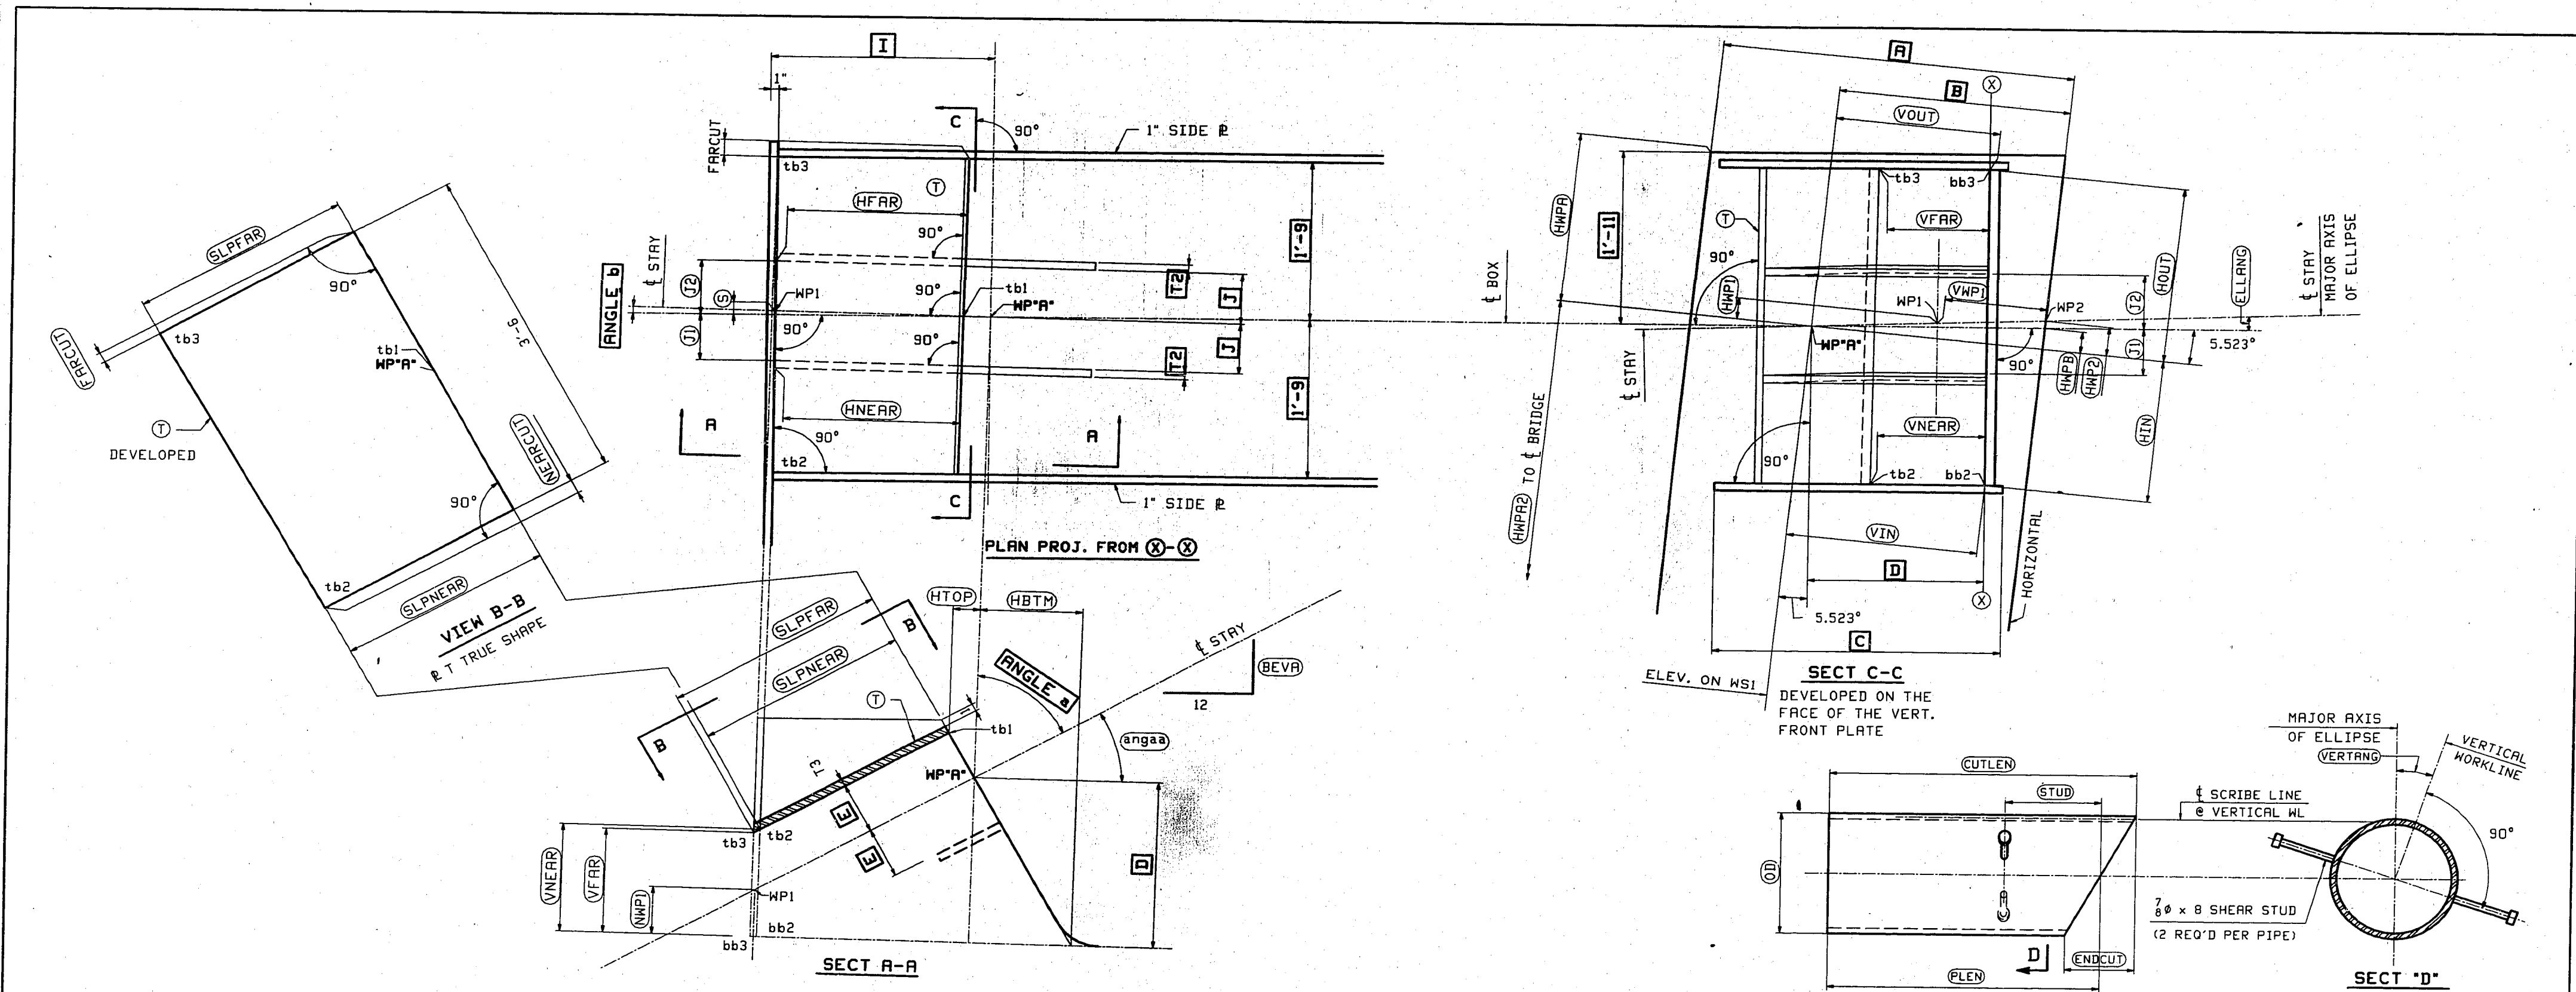 SLPFAR
90°
FARCUT
tb3
3'-6
tb1
WP"A"
T
DEVELOPED
NEARCUT
90°
tb2
SLPNEAR
VIEW B-B
℄ T TRUE SHAPE
I
1"
FARCUT
C
90°
1" SIDE ℄
tb3
T
HFAR
90°
℄ STAY
ANGLE b
J2
S
WP1
90°
tb1
WP"A"
T2
J
J1
90°
90°
J
T2
HNEAR
A
90°
A
tb2
C
1" SIDE ℄
1'-9
1'-9
PLAN PROJ. FROM X-X
HTOP
HBTM
SLPFAR
B
℄ STAY
SLPNEAR
ANGLE a
BEVA
12
T
tb1
angaa
B
T3
WP"A"
E
E
D
tb3
tb2
VNEAR
VFAR
NWP1
WP1
bb2
bb3
SECT A-A
A
X
B
VOUT
HWPA
1'-11
tb3
bb3
T
VFAR
HOUT
℄ STAY
MAJOR AXIS
OF ELLIPSE
ELLANG
℄ BOX
90°
HWP1
WP1
VWP1
WP2
J2
5.523°
WP"A"
℄ STAY
90°
J1
HWPB
HWP2
HWPA2 TO ℄ BRIDGE
90°
VNEAR
HIN
tb2
bb2
VIN
D
HORIZONTAL
X
5.523°
C
ELEV. ON WS1
SECT C-C
DEVELOPED ON THE
FACE OF THE VERT.
FRONT PLATE
CUTLEN
STUD
OD
D
ENDCUT
PLEN
MAJOR AXIS
OF ELLIPSE
VERTANG
VERTICAL
WORKLINE
℄ SCRIBE LINE
@ VERTICAL WL
90°
7/8ø x 8 SHEAR STUD
(2 REQ'D PER PIPE)
SECT "D"